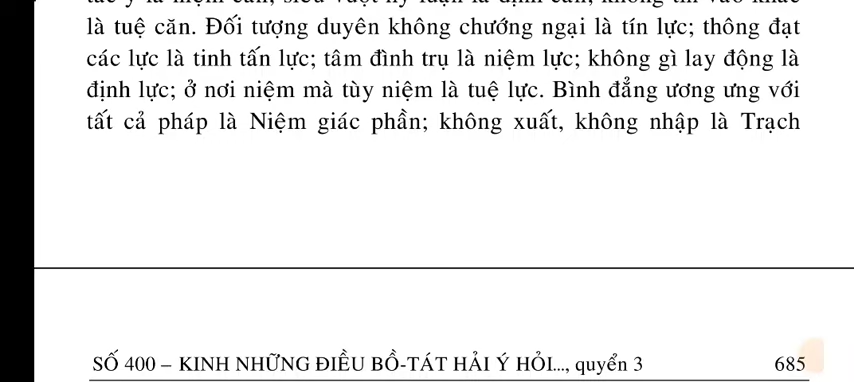 là tuệ căn. Đối tượng duyên không chướng ngại là tín lực; thông đạt
các lực là tinh tấn lực; tâm đình trụ là niệm lực; không gì lay động là
định lực; ở nơi niệm mà tùy niệm là tuệ lực. Bình đẳng ương ưng với
tất cả pháp là Niệm giác phần; không xuất, không nhập là Trạch
SỐ 400 – KINH NHỮNG ĐIỀU BỒ-TÁT HẢI Ý HỎI..., quyển 3 685